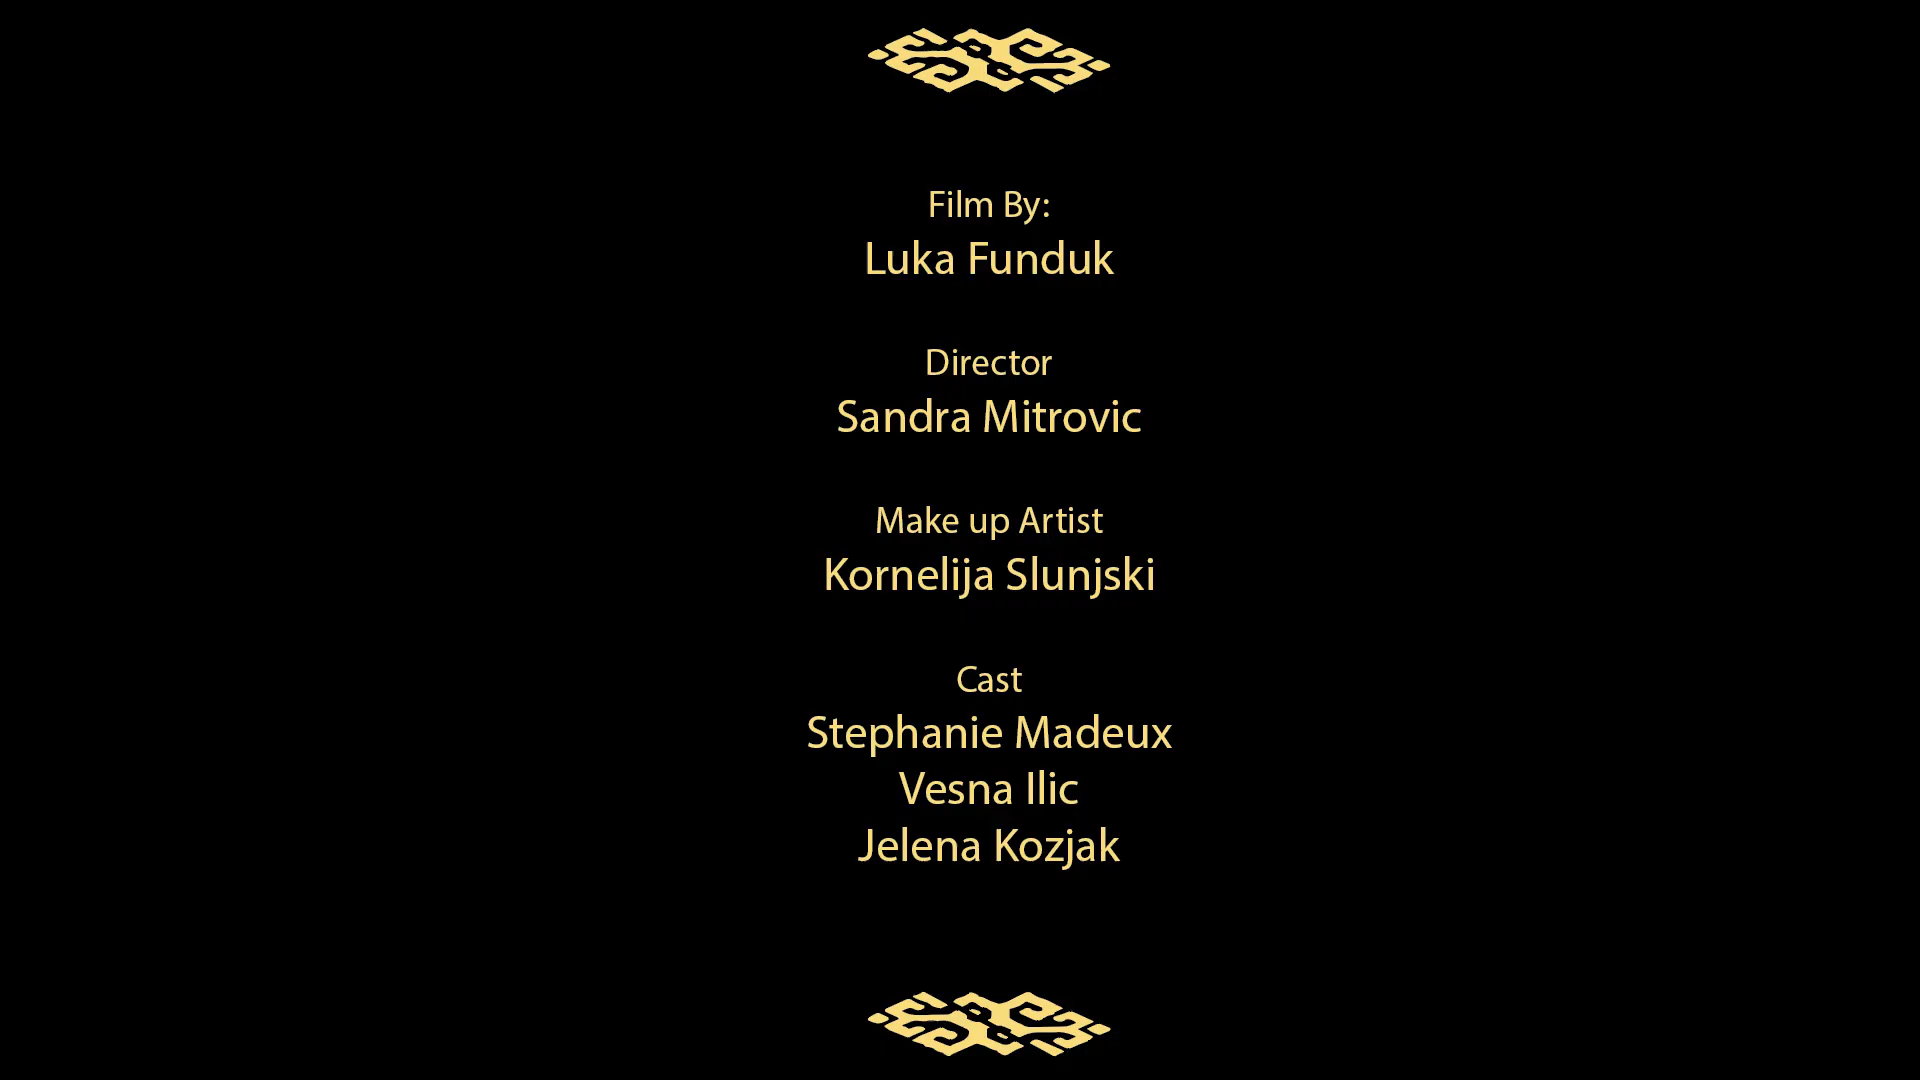 Film By:
Luka Funduk
Director
Sandra Mitrovic
Make up Artist
Kornelija Slunjski
Cast
Stephanie Madeux
Vesna Ilic
Jelena Kozjak